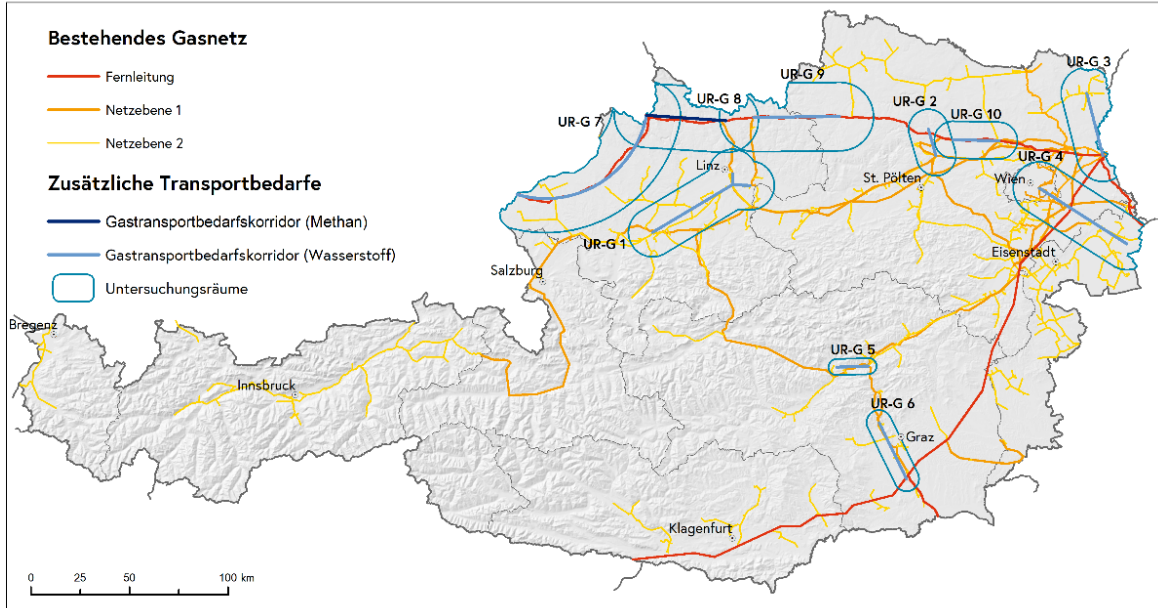 Bestehendes Gasnetz
Fernleitung
Netzebene 1
Netzebene 2
Zusätzliche Transportbedarfe
Gastransportbedarfskorridor (Methan)
Gastransportbedarfskorridor (Wasserstoff)
Untersuchungsräume
UR-G 3
UR-G 9
UR-G 8
UR-G 2
UR-G 10
UR-G 7
UR-G 4
Linz
St. Pölten
Wien
UR-G 1
Eisenstadt
Salzburg
Bregenz
UR-G 5
Innsbruck
UR-G 6
Graz
Klagenfurt
0 25 50 100 km